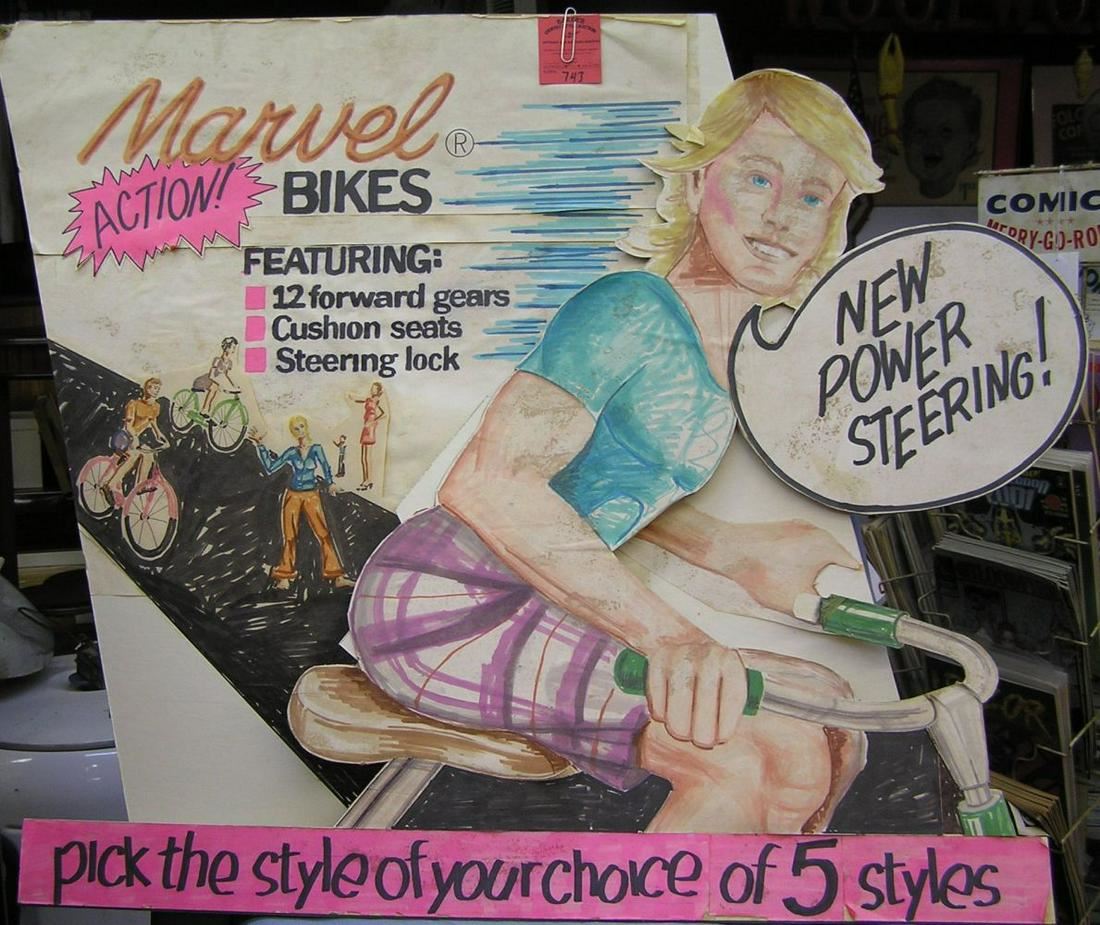 743
Marvel ®
ACTION!
BIKES
FEATURING:
12 forward gears
Cushion seats
Steering lock
NEW
POWER
STEERING!
COMIC
MERRY-GO-RO
pick the style of your choice of 5 styles